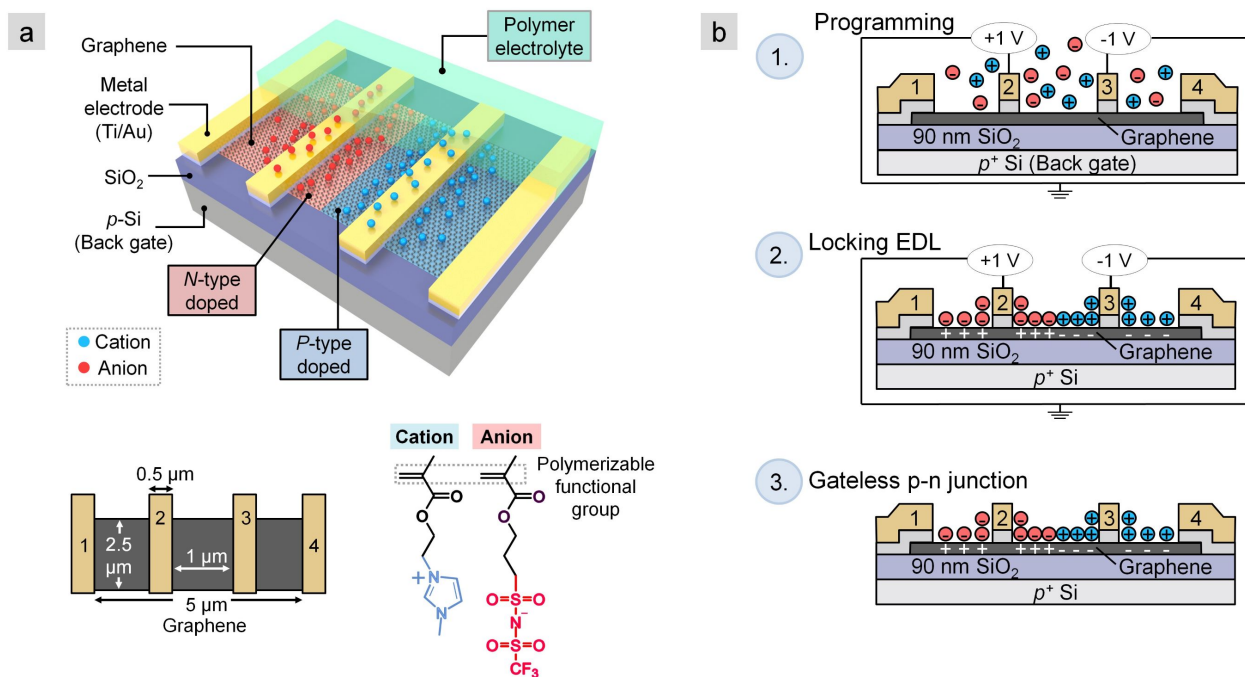 a
Graphene
Metal
electrode
(Ti/Au)
SiO₂
p-Si
(Back gate)
Polymer
electrolyte
N-type
doped
P-type
doped
Cation
Anion
0.5 µm
1
2
3
4
2.5
µm
1 µm
5 µm
Graphene
Cation
Anion
Polymerizable
functional
group
O
O
N
+
N
O
O
O=S=O
N⁻
O=S=O
CF₃
b
Programming
1.
+1 V
-1 V
1
2
3
4
Graphene
90 nm SiO₂
p⁺ Si (Back gate)
Locking EDL
2.
+1 V
-1 V
1
2
3
4
+ + + + + + - - - - - -
90 nm SiO₂
Graphene
p⁺ Si
3.
Gateless p-n junction
1
2
3
4
+ + + + + + - - - - - -
90 nm SiO₂
Graphene
p⁺ Si